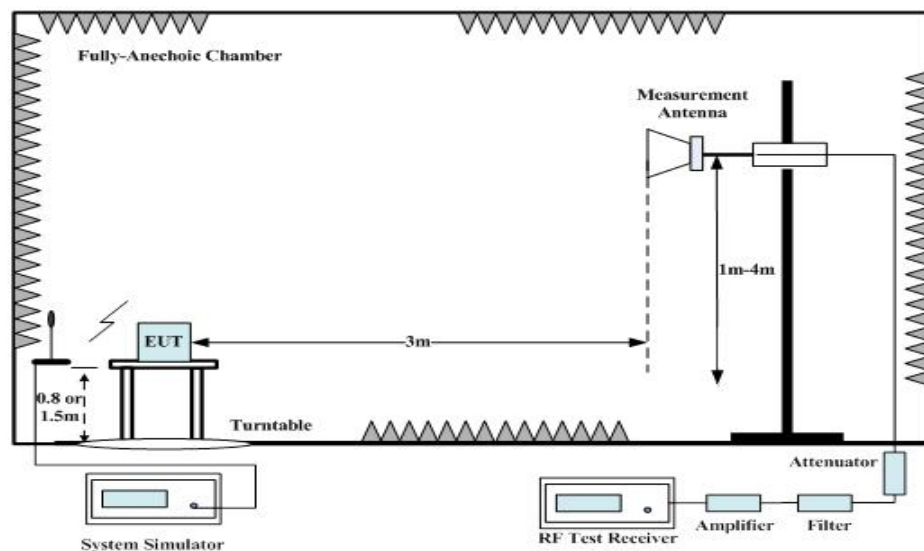 Fully-Anechoic Chamber
Measurement
Antenna
1m-4m
EUT
3m
0.8 or
1.5m
Turntable
Attenuator
System Simulator
RF Test Receiver
Amplifier
Filter